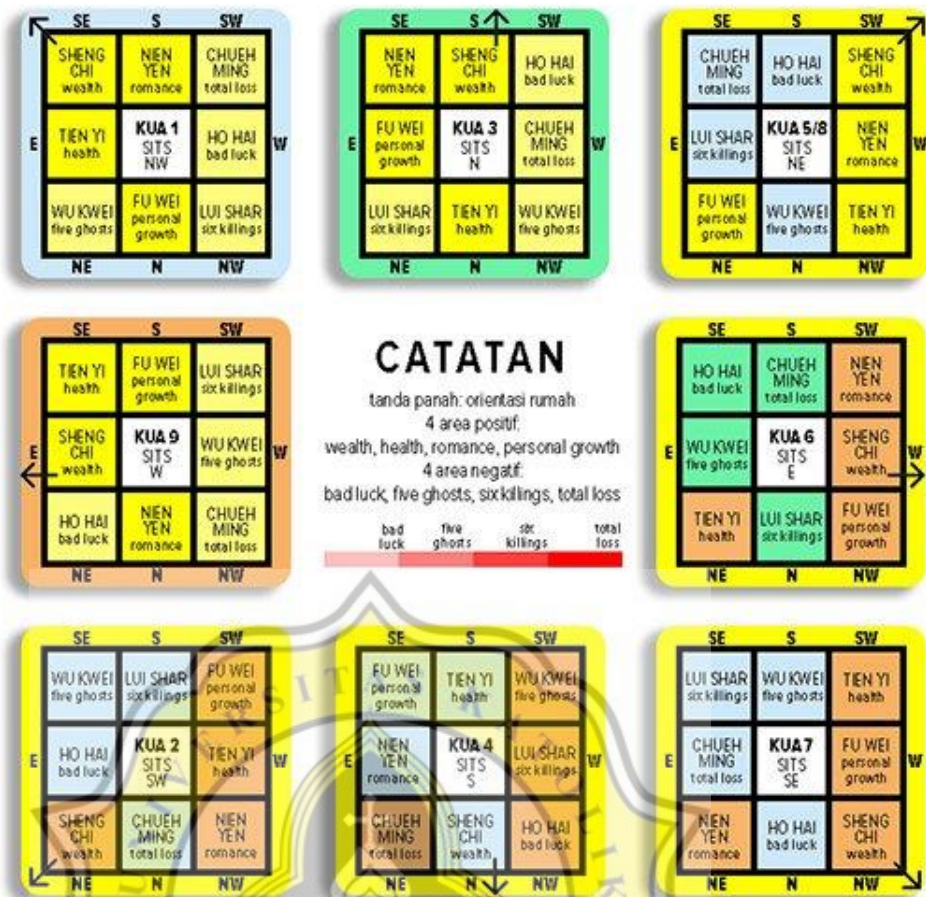 SE S SW
SHENG CHI wealth
NIEN YEN romance
CHUEH MING total loss
E
TIEN YI health
KUA 1 SITS NW
HO HAI bad luck
W
WU KWEI five ghosts
FU WEI personal growth
LUI SHAR six killings
NE N NW
SE S SW
NIEN YEN romance
SHENG CHI wealth
HO HAI bad luck
E
FU WEI personal growth
KUA 3 SITS N
CHUEH MING total loss
W
LUI SHAR six killings
TIEN YI health
WU KWEI five ghosts
NE N NW
SE S SW
CHUEH MING total loss
HO HAI bad luck
SHENG CHI wealth
E
LUI SHAR six killings
KUA 5/8 SITS NE
NIEN YEN romance
W
FU WEI personal growth
WU KWEI five ghosts
TIEN YI health
NE N NW
SE S SW
TIEN YI health
FU WEI personal growth
LUI SHAR six killings
E
SHENG CHI wealth
KUA 9 SITS W
WU KWEI five ghosts
W
HO HAI bad luck
NIEN YEN romance
CHUEH MING total loss
NE N NW
CATATAN
tanda panah: orientasi rumah
4 area positif:
wealth, health, romance, personal growth
4 area negatif:
bad luck, five ghosts, six killings, total loss
bad luck
five ghosts
six killings
total loss
SE S SW
HO HAI bad luck
CHUEH MING total loss
NIEN YEN romance
E
WU KWEI five ghosts
KUA 6 SITS E
SHENG CHI wealth
W
TIEN YI health
LUI SHAR six killings
FU WEI personal growth
NE N NW
SE S SW
WU KWEI five ghosts
LUI SHAR six killings
FU WEI personal growth
E
HO HAI bad luck
KUA 2 SITS SW
TIEN YI health
W
SHENG CHI wealth
CHUEH MING total loss
NIEN YEN romance
NE N NW
SE S SW
FU WEI personal growth
TIEN YI health
WU KWEI five ghosts
E
NIEN YEN romance
KUA 4 SITS S
LUI SHAR six killings
W
CHUEH MING total loss
SHENG CHI wealth
HO HAI bad luck
NE N NW
SE S SW
LUI SHAR six killings
WU KWEI five ghosts
TIEN YI health
E
CHUEH MING total loss
KUA 7 SITS SE
FU WEI personal growth
W
NIEN YEN romance
HO HAI bad luck
SHENG CHI wealth
NE N NW